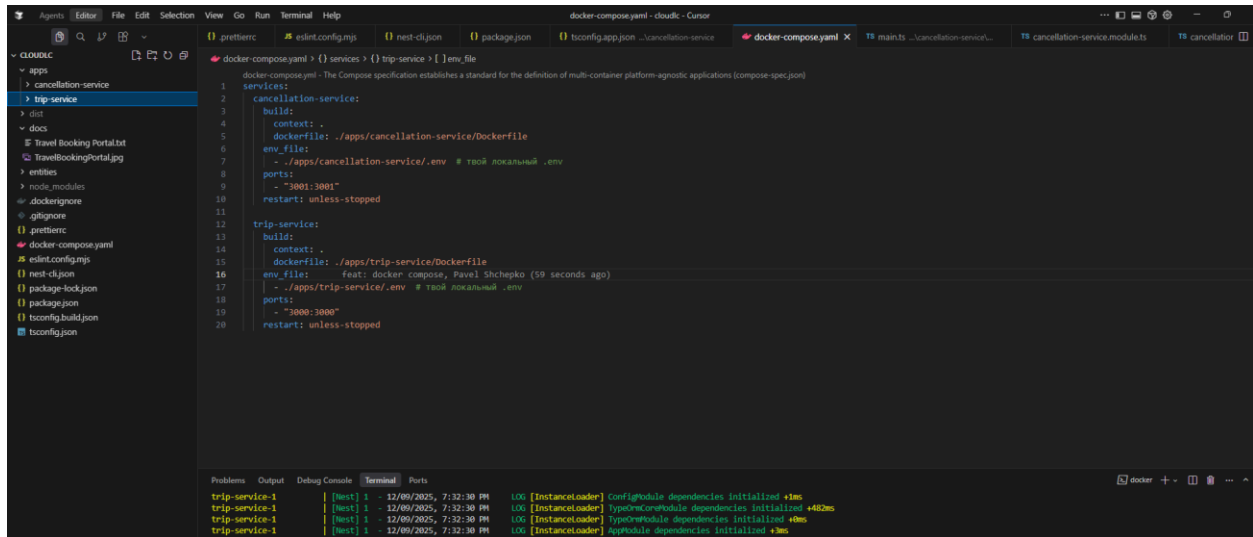 Agents Editor File Edit Selection View Go Run Terminal Help
docker-compose.yaml - cloudlc - Cursor
.prettierrc
eslint.config.mjs
nest-cli.json
package.json
tsconfig.app.json ...\cancellation-service
docker-compose.yaml
main.ts ...\cancellation-service\...
cancellation-service.module.ts
cancellation
CLOUDLC
apps
cancellation-service
trip-service
dist
docs
Travel Booking Portal.txt
TravelBookingPortal.jpg
entities
node_modules
.dockerignore
.gitignore
.prettierrc
docker-compose.yaml
eslint.config.mjs
nest-cli.json
package-lock.json
package.json
tsconfig.build.json
tsconfig.json
docker-compose.yaml > {} services > {} trip-service > [ ] env_file
docker-compose.yml - The Compose specification establishes a standard for the definition of multi-container platform-agnostic applications (compose-spec.json)
1 services:
2 cancellation-service:
3 build:
4 context: .
5 dockerfile: ./apps/cancellation-service/Dockerfile
6 env_file:
7 - ./apps/cancellation-service/.env # твой локальный .env
8 ports:
9 - "3001:3001"
10 restart: unless-stopped
11
12 trip-service:
13 build:
14 context: .
15 dockerfile: ./apps/trip-service/Dockerfile
16 env_file: feat: docker compose, Pavel Shchepko (59 seconds ago)
17 - ./apps/trip-service/.env # твой локальный .env
18 ports:
19 - "3000:3000"
20 restart: unless-stopped
Problems Output Debug Console Terminal Ports
docker
trip-service-1 | [Nest] 1 - 12/09/2025, 7:32:30 PM LOG [InstanceLoader] ConfigModule dependencies initialized +1ms
trip-service-1 | [Nest] 1 - 12/09/2025, 7:32:30 PM LOG [InstanceLoader] TypeOrmCoreModule dependencies initialized +482ms
trip-service-1 | [Nest] 1 - 12/09/2025, 7:32:30 PM LOG [InstanceLoader] TypeOrmModule dependencies initialized +0ms
trip-service-1 | [Nest] 1 - 12/09/2025, 7:32:30 PM LOG [InstanceLoader] AppModule dependencies initialized +3ms